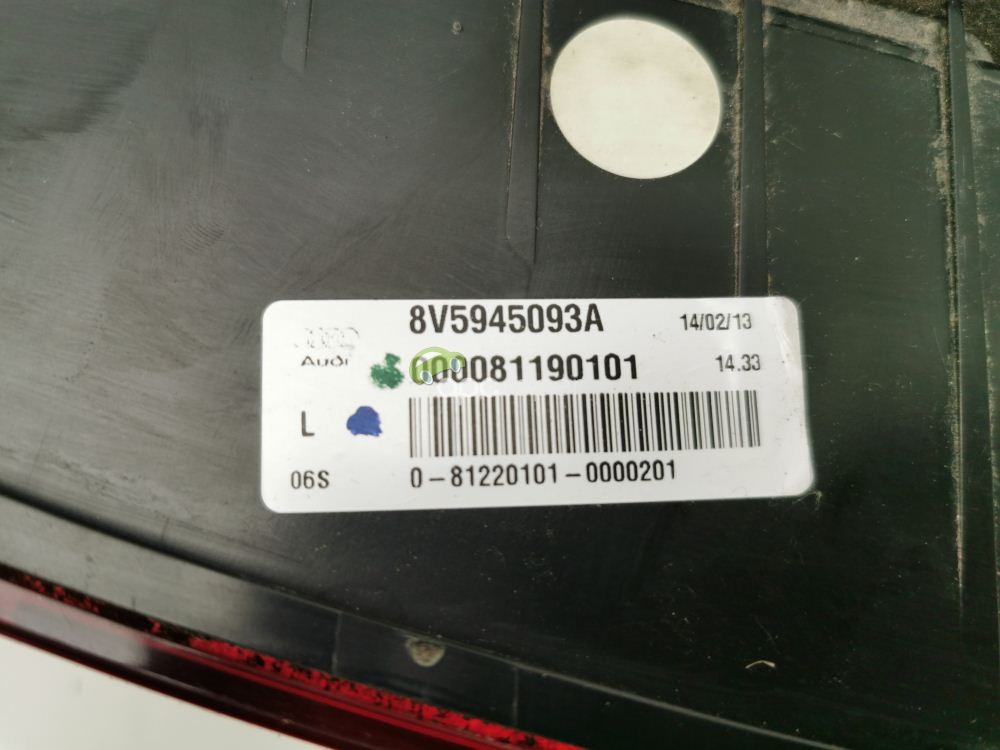 8V5945093A 14/02/13
Audi 000081190101 14.33
L
06S 0-81220101-0000201